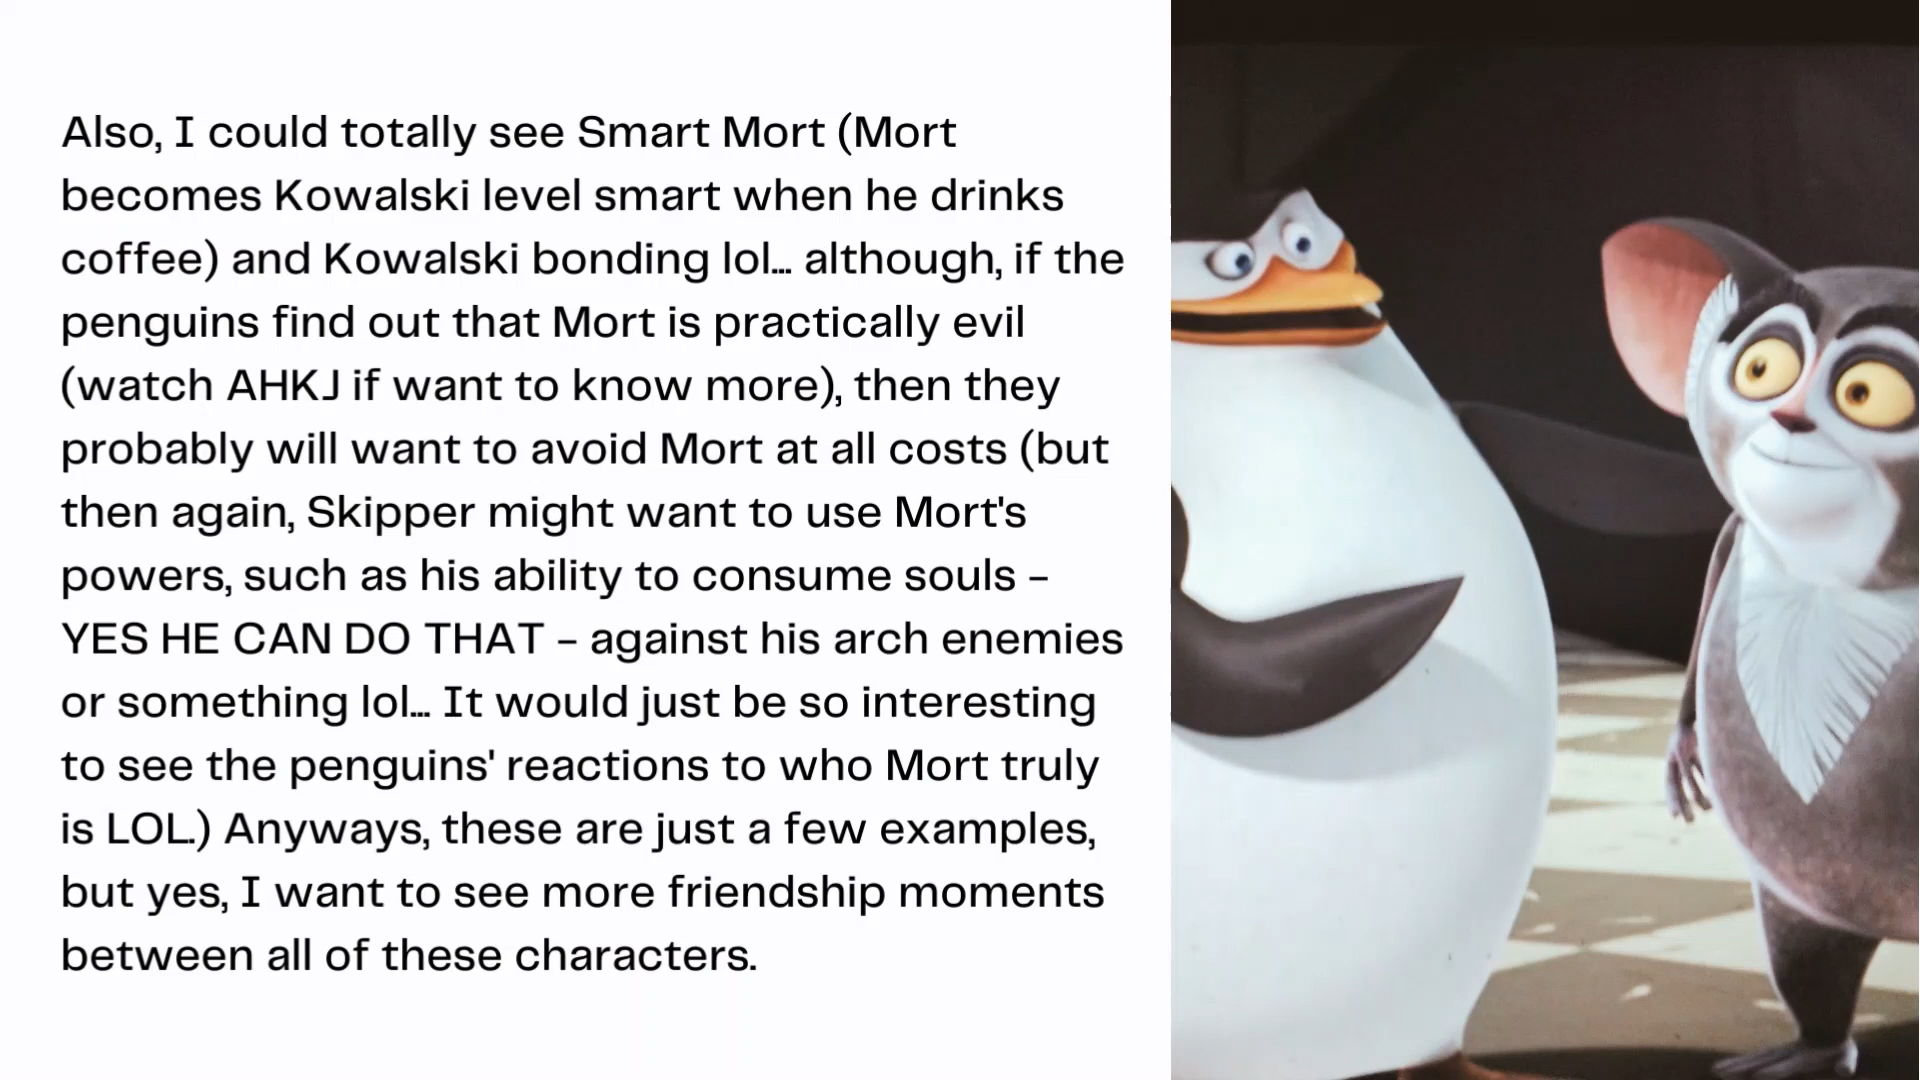 Also, I could totally see Smart Mort (Mort
becomes Kowalski level smart when he drinks
coffee) and Kowalski bonding lol... although, if the
penguins find out that Mort is practically evil
(watch AHKJ if want to know more), then they
probably will want to avoid Mort at all costs (but
then again, Skipper might want to use Mort's
powers, such as his ability to consume souls -
YES HE CAN DO THAT - against his arch enemies
or something lol... It would just be so interesting
to see the penguins' reactions to who Mort truly
is LOL.) Anyways, these are just a few examples,
but yes, I want to see more friendship moments
between all of these characters.